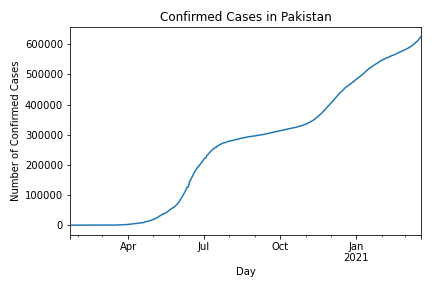 Confirmed Cases in Pakistan
Number of Confirmed Cases
600000
500000
400000
300000
200000
100000
0
Apr
Jul
Oct
Jan
2021
Day